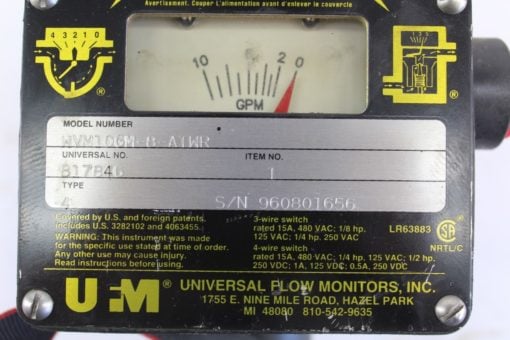 Avertissement. Couper L'alimentation avant d'enlever le couvercle
4 3 2 1 0
10 5 2 0
GPM
MODEL NUMBER
UNIVERSAL NO. ITEM NO.
1
TYPE
4 S/N 960801656
Covered by U.S. and foreign patents.
Includes U.S. 3282102 and 4063455.
WARNING: This instrument was made
for the specific use stated at time of order.
Any other use may cause injury.
Read instructions before using.
3-wire switch
rated 15A, 480 VAC; 1/8 hp.
125 VAC; 1/4 hp. 250 VAC
4-wire switch
rated 15A, 480 VAC, 1/4 hp, 125 VAC; 1/2 hp,
250 VDC; 1A, 125 VDC; 0.5A, 250 VDC
LR63883
NRTL/C
UFM ®
UNIVERSAL FLOW MONITORS, INC.
1755 E. NINE MILE ROAD, HAZEL PARK
MI 48080 810-542-9635